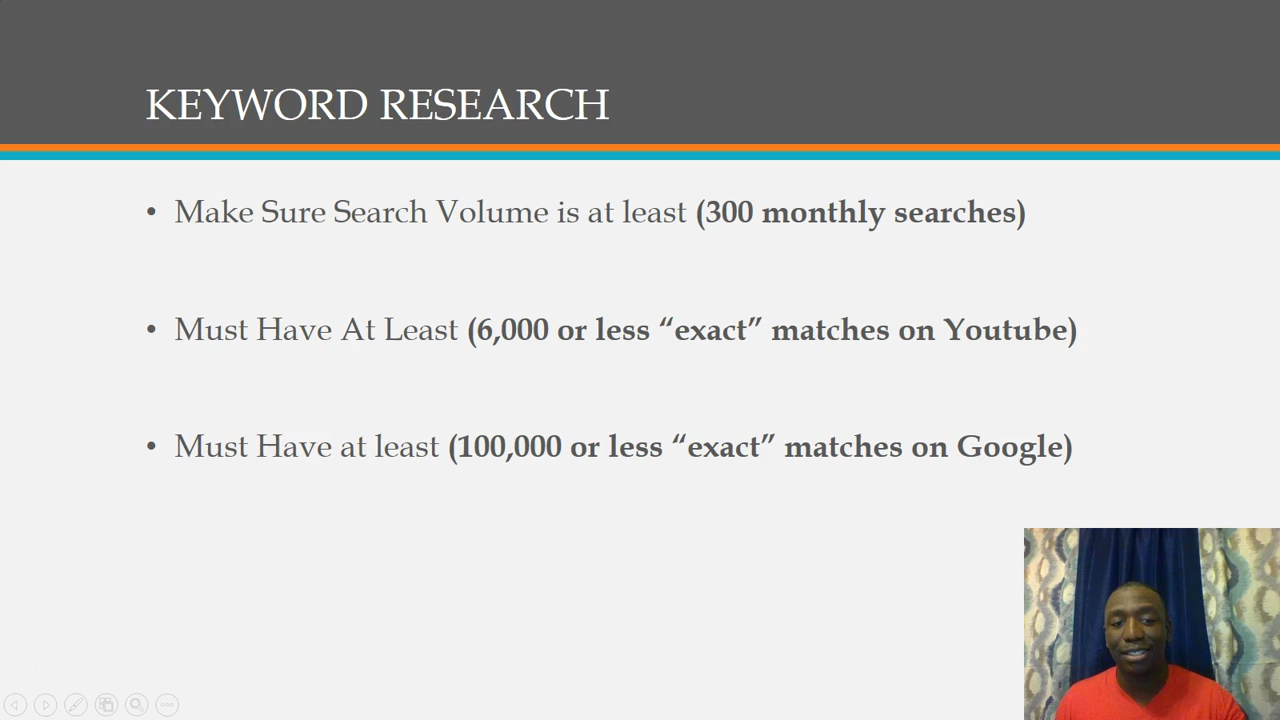 KEYWORD RESEARCH
• Make Sure Search Volume is at least (300 monthly searches)
• Must Have At Least (6,000 or less “exact” matches on Youtube)
• Must Have at least (100,000 or less “exact” matches on Google)